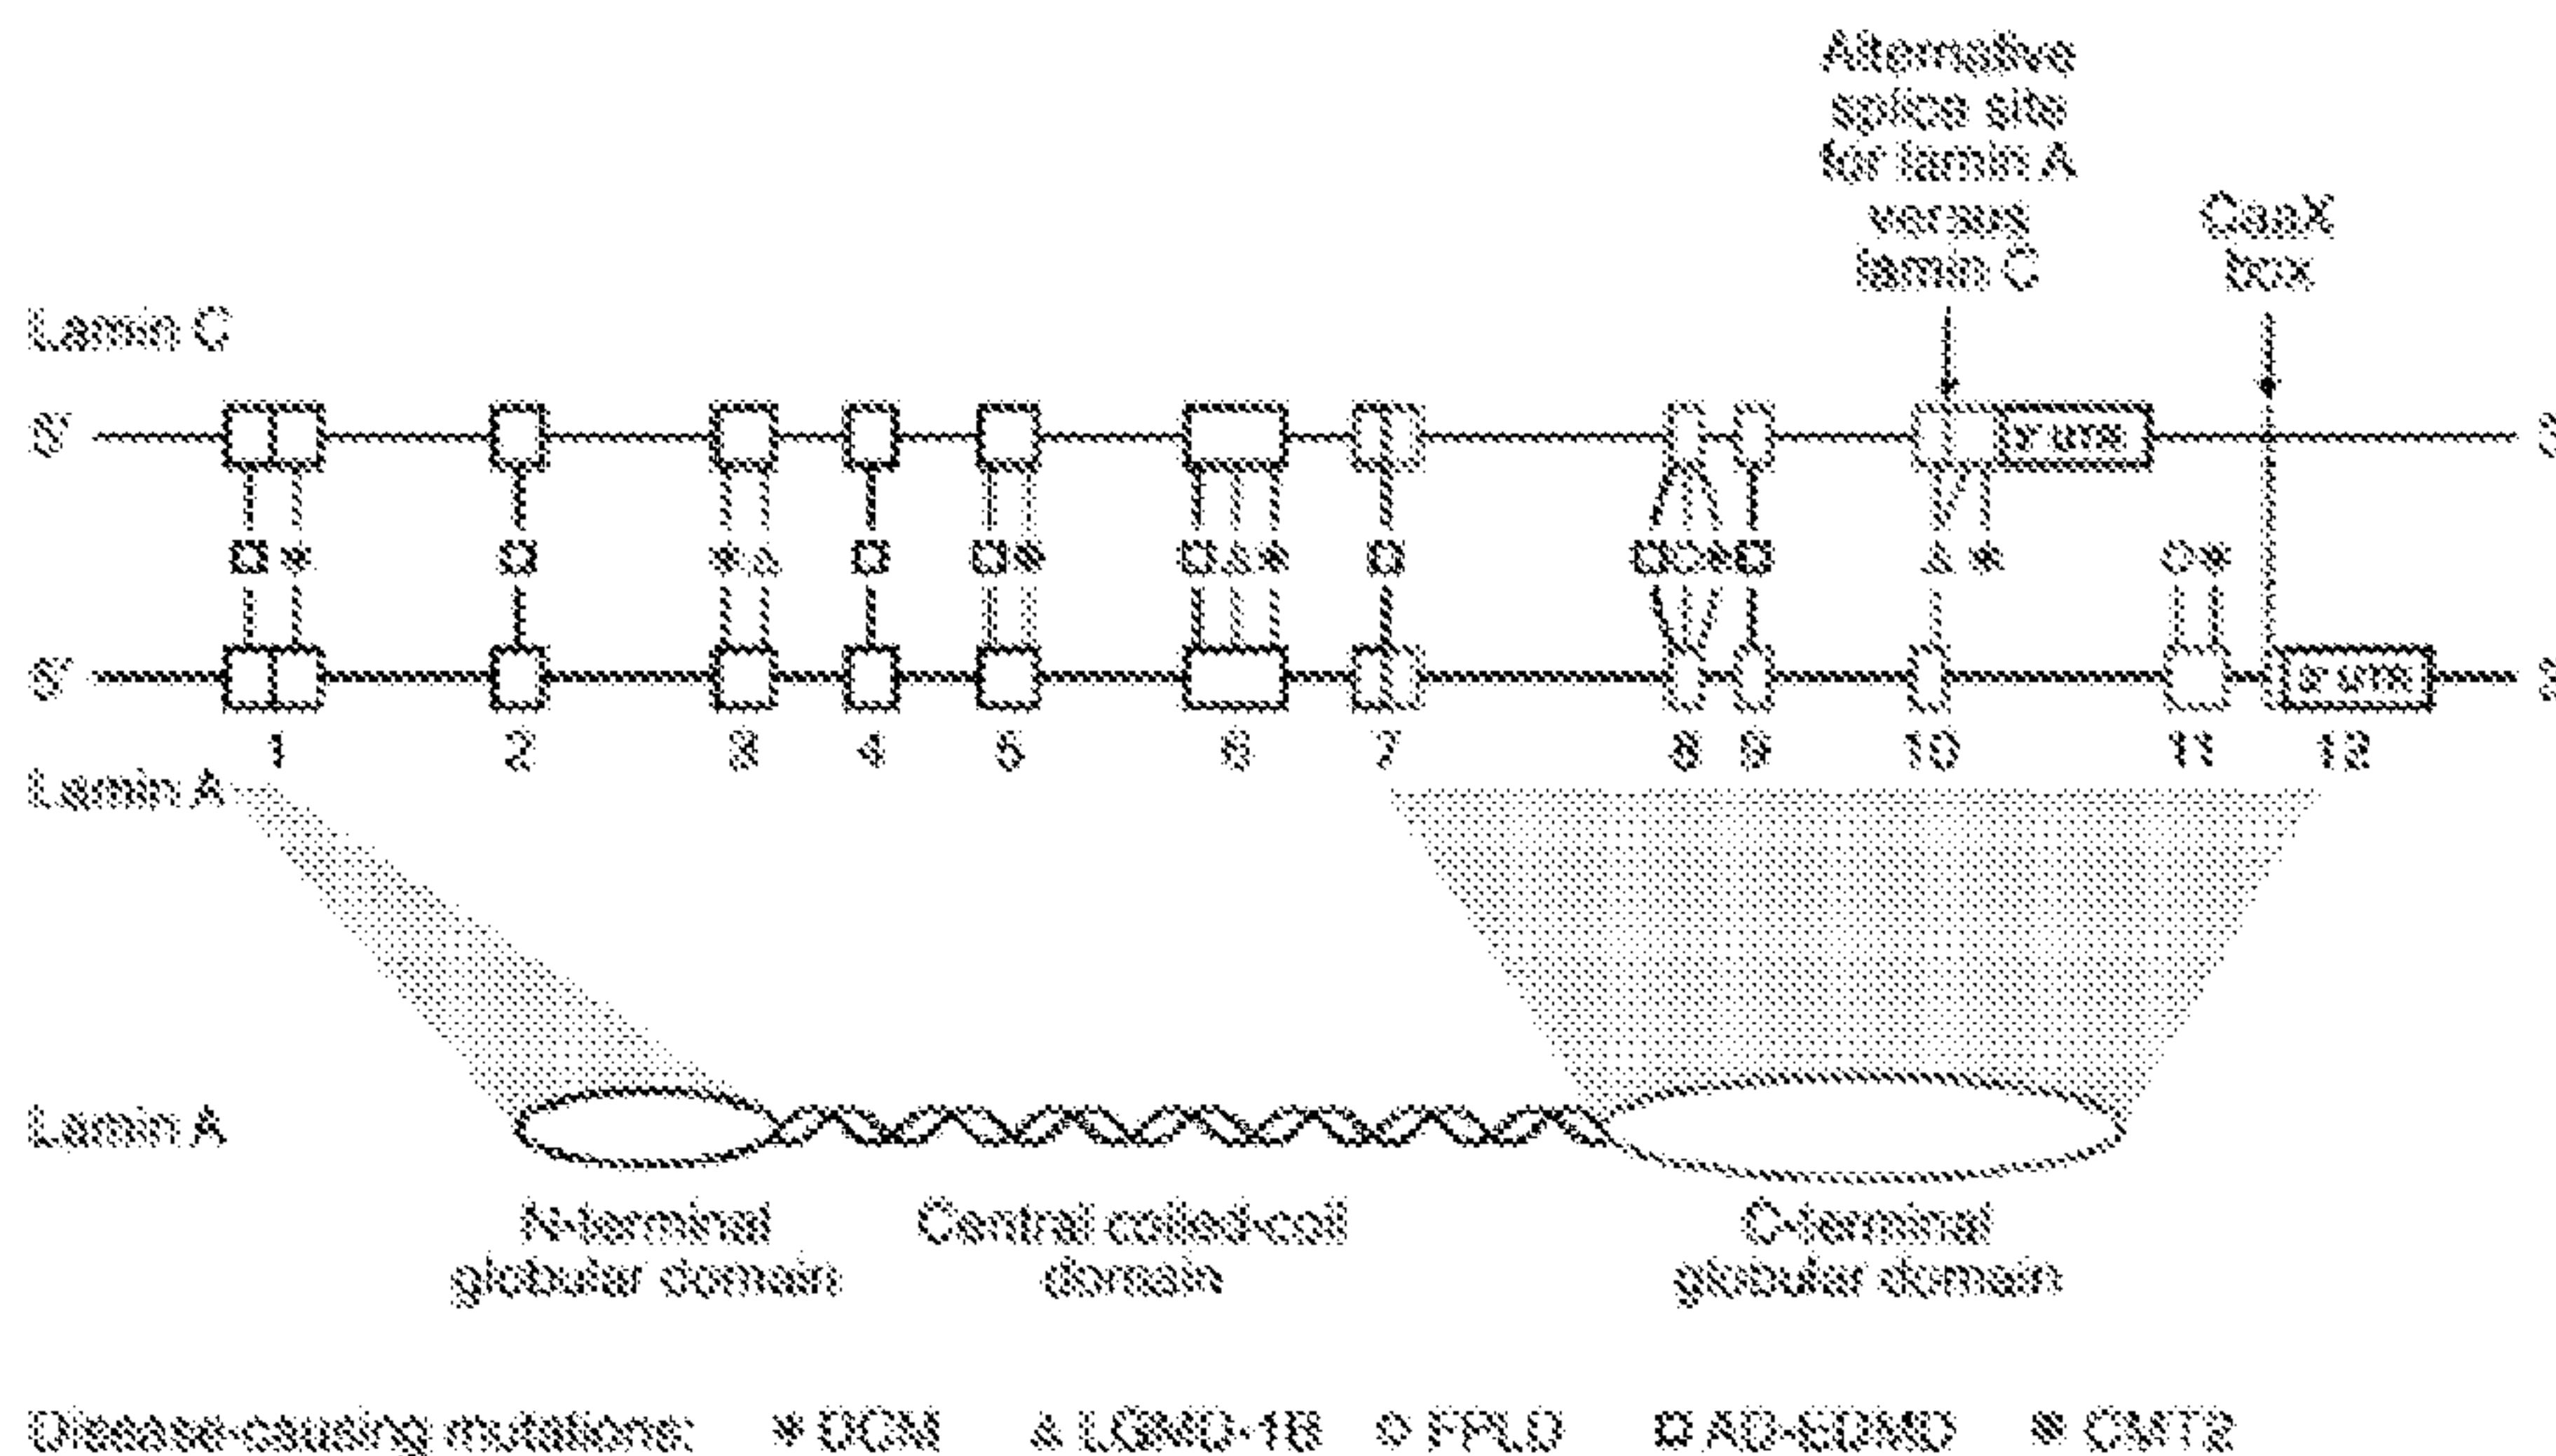 Alternative
splice site
for lamin A
versus
lamin C
CaaX
box
Lamin C
5'
3' UTR
5'
3' UTR
1 2 3 4 5 6 7 8 9 10 11 12
Lamin A
Lamin A
N-terminal
globular domain
Central coiled-coil
domain
C-terminal
globular domain
Disease-causing mutations: DCM LGMD-1B FPLD AD-EDMD CMT2